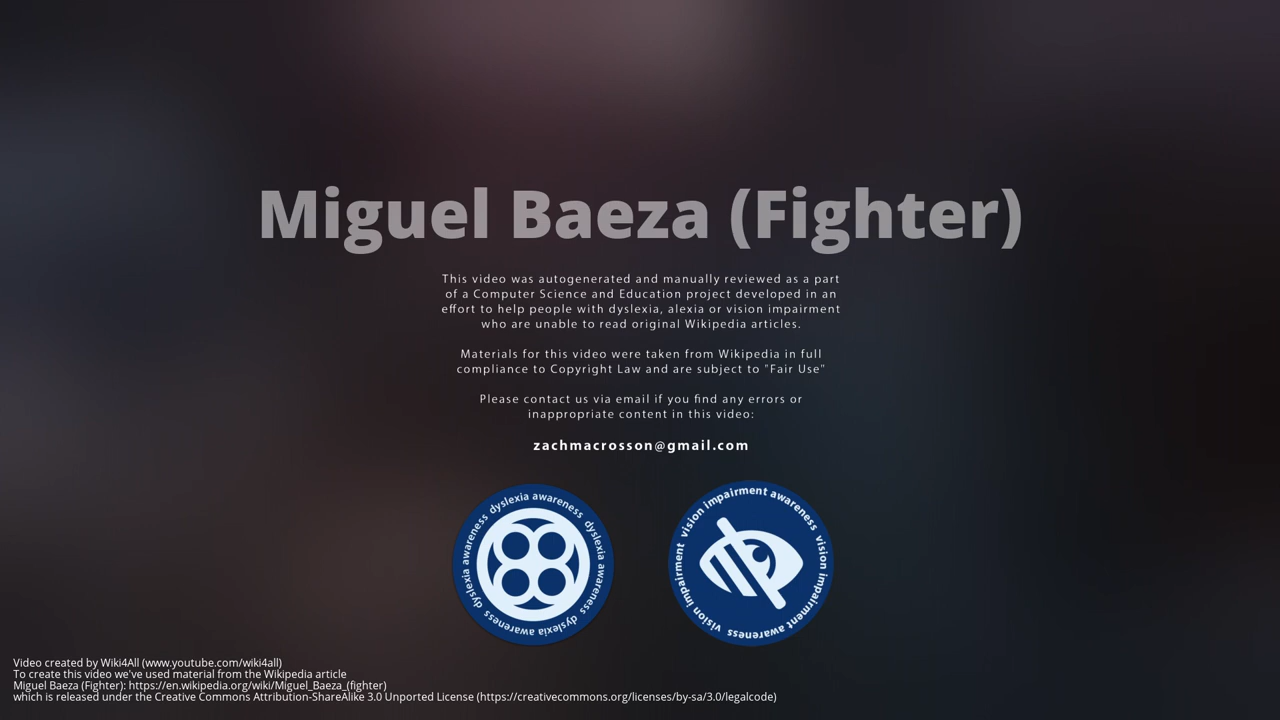 Miguel Baeza (Fighter)
This video was autogenerated and manually reviewed as a part
of a Computer Science and Education project developed in an
effort to help people with dyslexia, alexia or vision impairment
who are unable to read original Wikipedia articles.
Materials for this video were taken from Wikipedia in full
compliance to Copyright Law and are subject to "Fair Use"
Please contact us via email if you find any errors or
inappropriate content in this video:
zachmacrosson@gmail.com
dyslexia awareness dyslexia awareness dyslexia awareness dyslexia awareness
vision impairment awareness vision impairment awareness vision impairment
Video created by Wiki4All (www.youtube.com/wiki4all)
To create this video we've used material from the Wikipedia article
Miguel Baeza (Fighter): https://en.wikipedia.org/wiki/Miguel_Baeza_(fighter)
which is released under the Creative Commons Attribution-ShareAlike 3.0 Unported License (https://creativecommons.org/licenses/by-sa/3.0/legalcode)